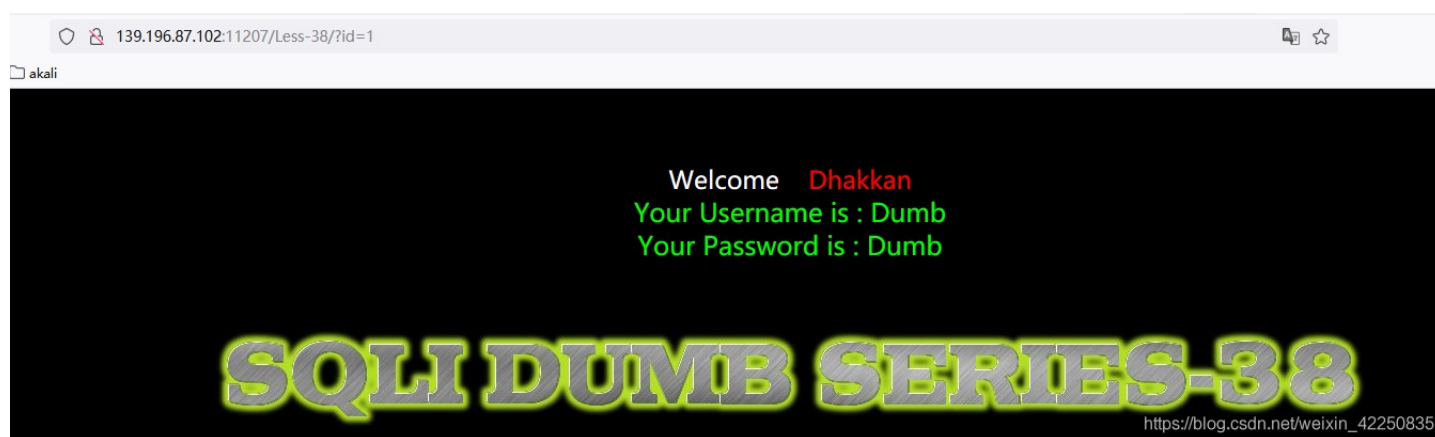 139.196.87.102:11207/Less-38/?id=1
akali
Welcome Dhakkan
Your Username is : Dumb
Your Password is : Dumb
SQLI DUMB SERIES-38
https://blog.csdn.net/weixin_42250835